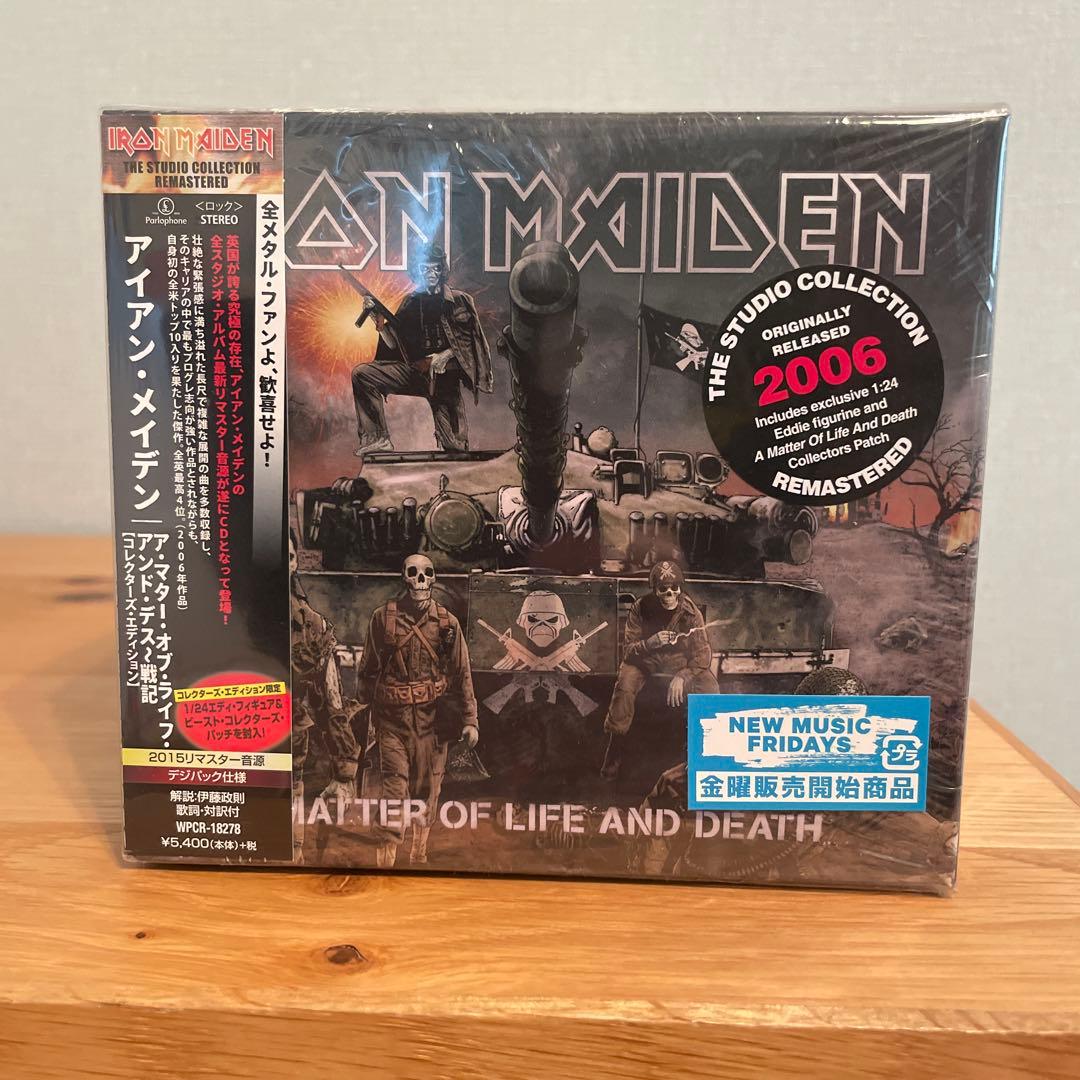 IRON MAIDEN
THE STUDIO COLLECTION
REMASTERED
Parlophone
<ロック>
STEREO
全メタル・ファンよ、歓喜せよ!
英国が誇る究極の存在、アイアン・メイデンの
全スタジオ・アルバム最新リマスター音源が遂にCDとなって登場!
壮絶な緊張感に満ち溢れた長尺で複雑な展開の曲を多数収録し、
そのキャリアの中で最もプログレ志向が強い作品とされながらも、
自身初の全米トップ10入りを果たした傑作。全英最高4位。(2006年作品)
アイアン・メイデン
ア・マター・オブ・ライフ・
アンド・デス~戦記
[コレクターズ・エディション]
コレクターズ・エディション限定
1/24エディ・フィギュア&
ビースト・コレクターズ・
パッチを封入!
2015リマスター音源
デジパック仕様
解説:伊藤政則
歌詞・対訳付
WPCR-18278
¥5,400(本体)+税
ON MAIDEN
THE STUDIO COLLECTION
ORIGINALLY
RELEASED
2006
Includes exclusive 1:24
Eddie figurine and
A Matter Of Life And Death
Collectors Patch
REMASTERED
NEW MUSIC
FRIDAYS
プラ
金曜販売開始商品
MATTER OF LIFE AND DEATH